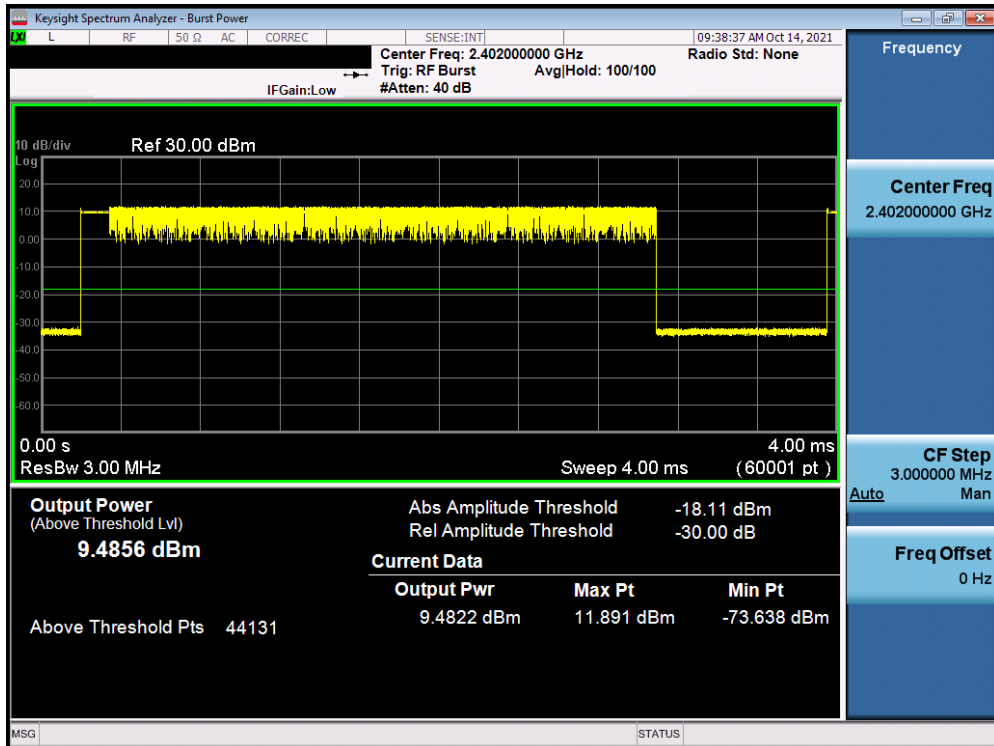 Keysight Spectrum Analyzer - Burst Power
LXI L RF 50 Ω AC CORREC SENSE:INT 09:38:37 AM Oct 14, 2021
Center Freq: 2.402000000 GHz Radio Std: None
Trig: RF Burst Avg|Hold: 100/100
IFGain:Low #Atten: 40 dB
10 dB/div Ref 30.00 dBm
Log
20.0
10.0
0.00
-10.0
-20.0
-30.0
-40.0
-50.0
-60.0
0.00 s 4.00 ms
ResBw 3.00 MHz Sweep 4.00 ms (60001 pt)
Output Power
(Above Threshold Lvl)
9.4856 dBm
Above Threshold Pts 44131
Abs Amplitude Threshold -18.11 dBm
Rel Amplitude Threshold -30.00 dB
Current Data
Output Pwr Max Pt Min Pt
9.4822 dBm 11.891 dBm -73.638 dBm
Frequency
Center Freq
2.402000000 GHz
CF Step
3.000000 MHz
Auto Man
Freq Offset
0 Hz
MSG STATUS